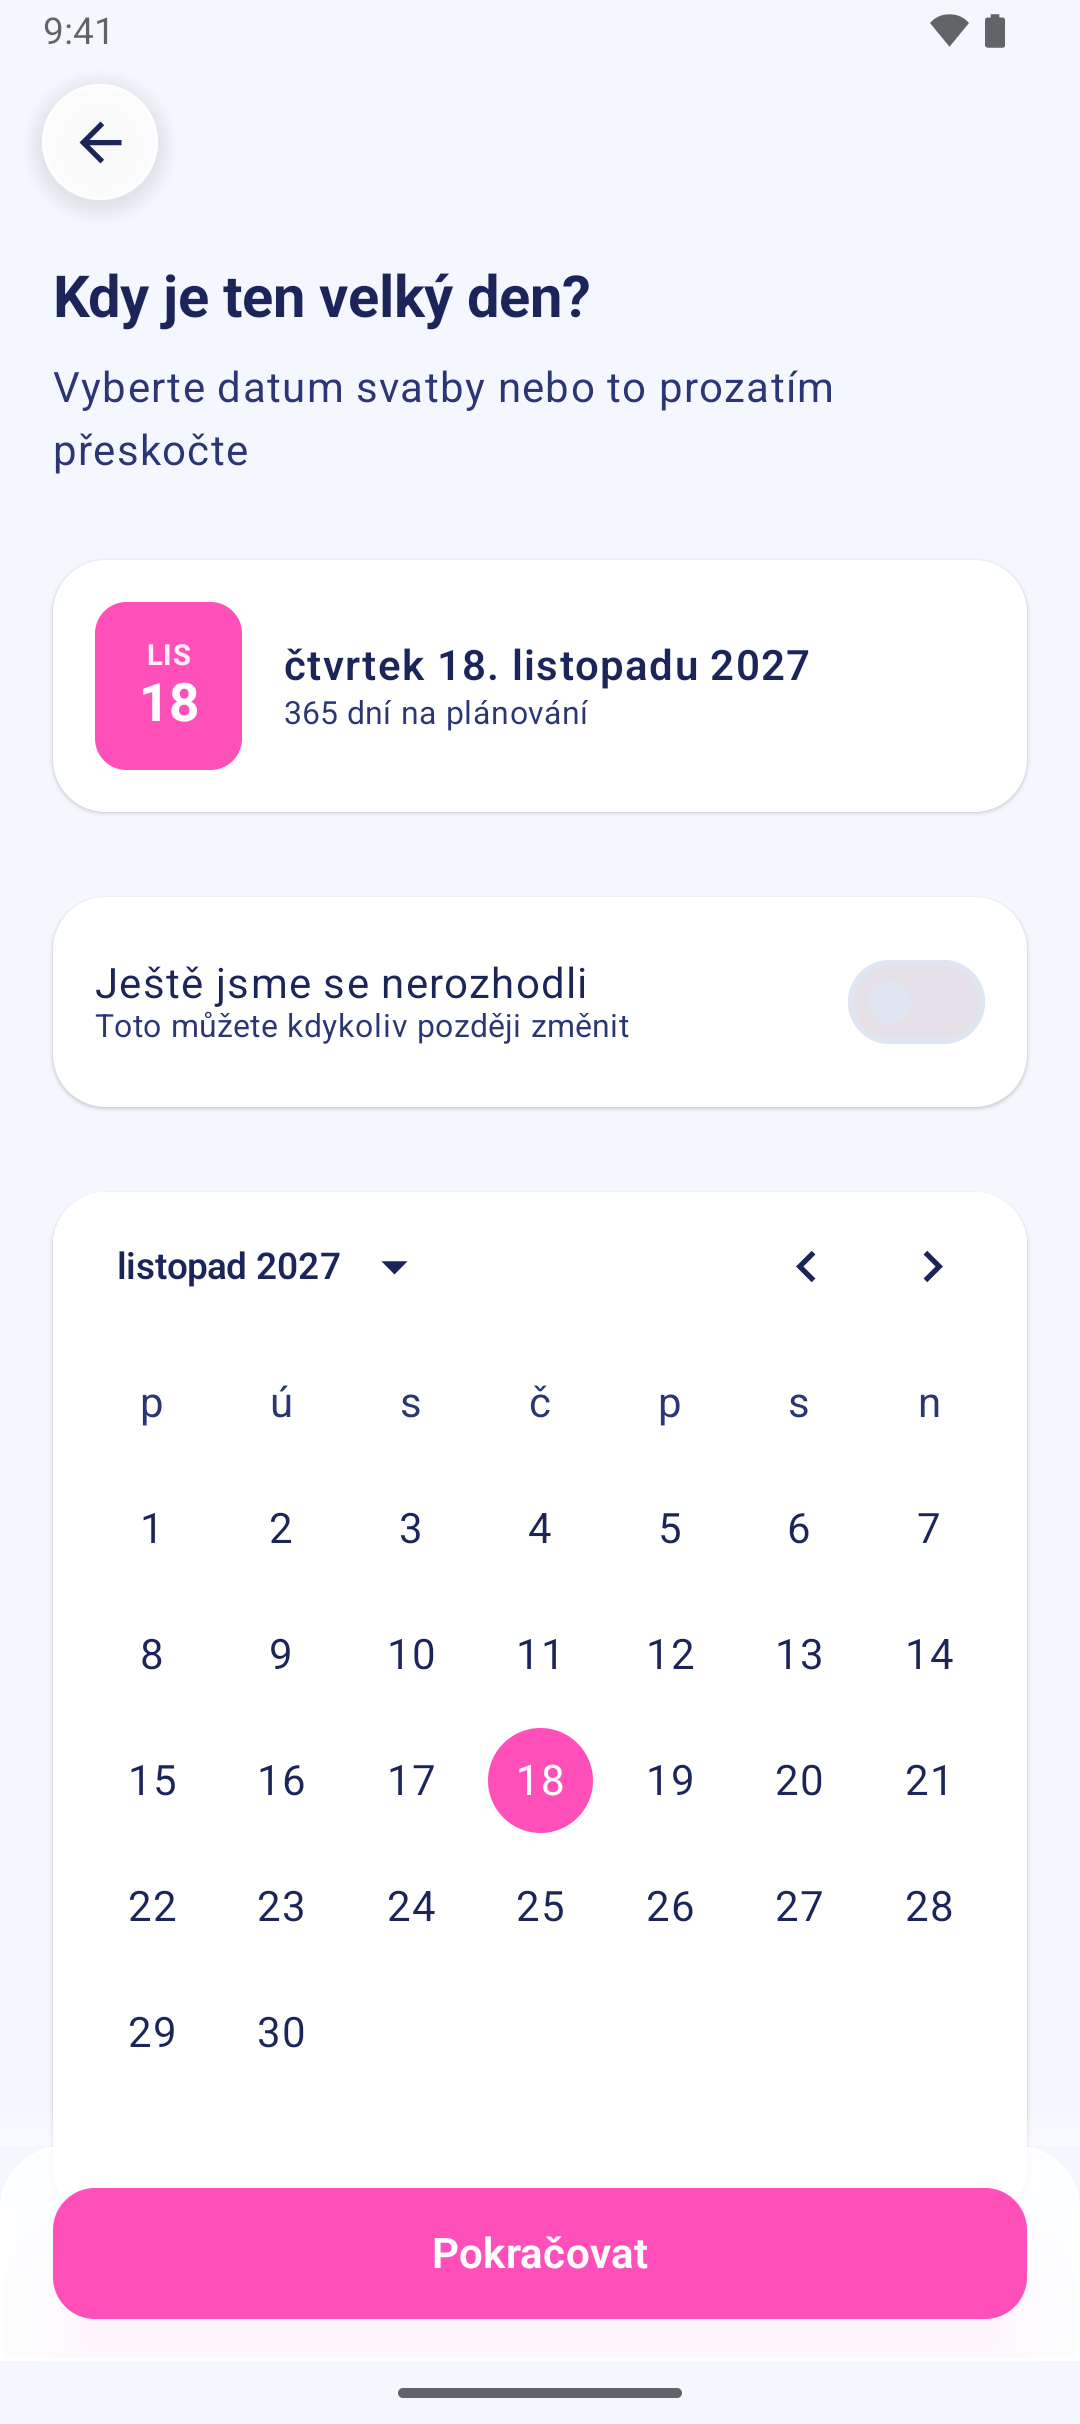 9:41
Kdy je ten velký den?
Vyberte datum svatby nebo to prozatím
přeskočte
LIS
18
čtvrtek 18. listopadu 2027
365 dní na plánování
Ještě jsme se nerozhodli
Toto můžete kdykoliv později změnit
listopad 2027
p ú s č p s n
1 2 3 4 5 6 7
8 9 10 11 12 13 14
15 16 17 18 19 20 21
22 23 24 25 26 27 28
29 30
Pokračovat